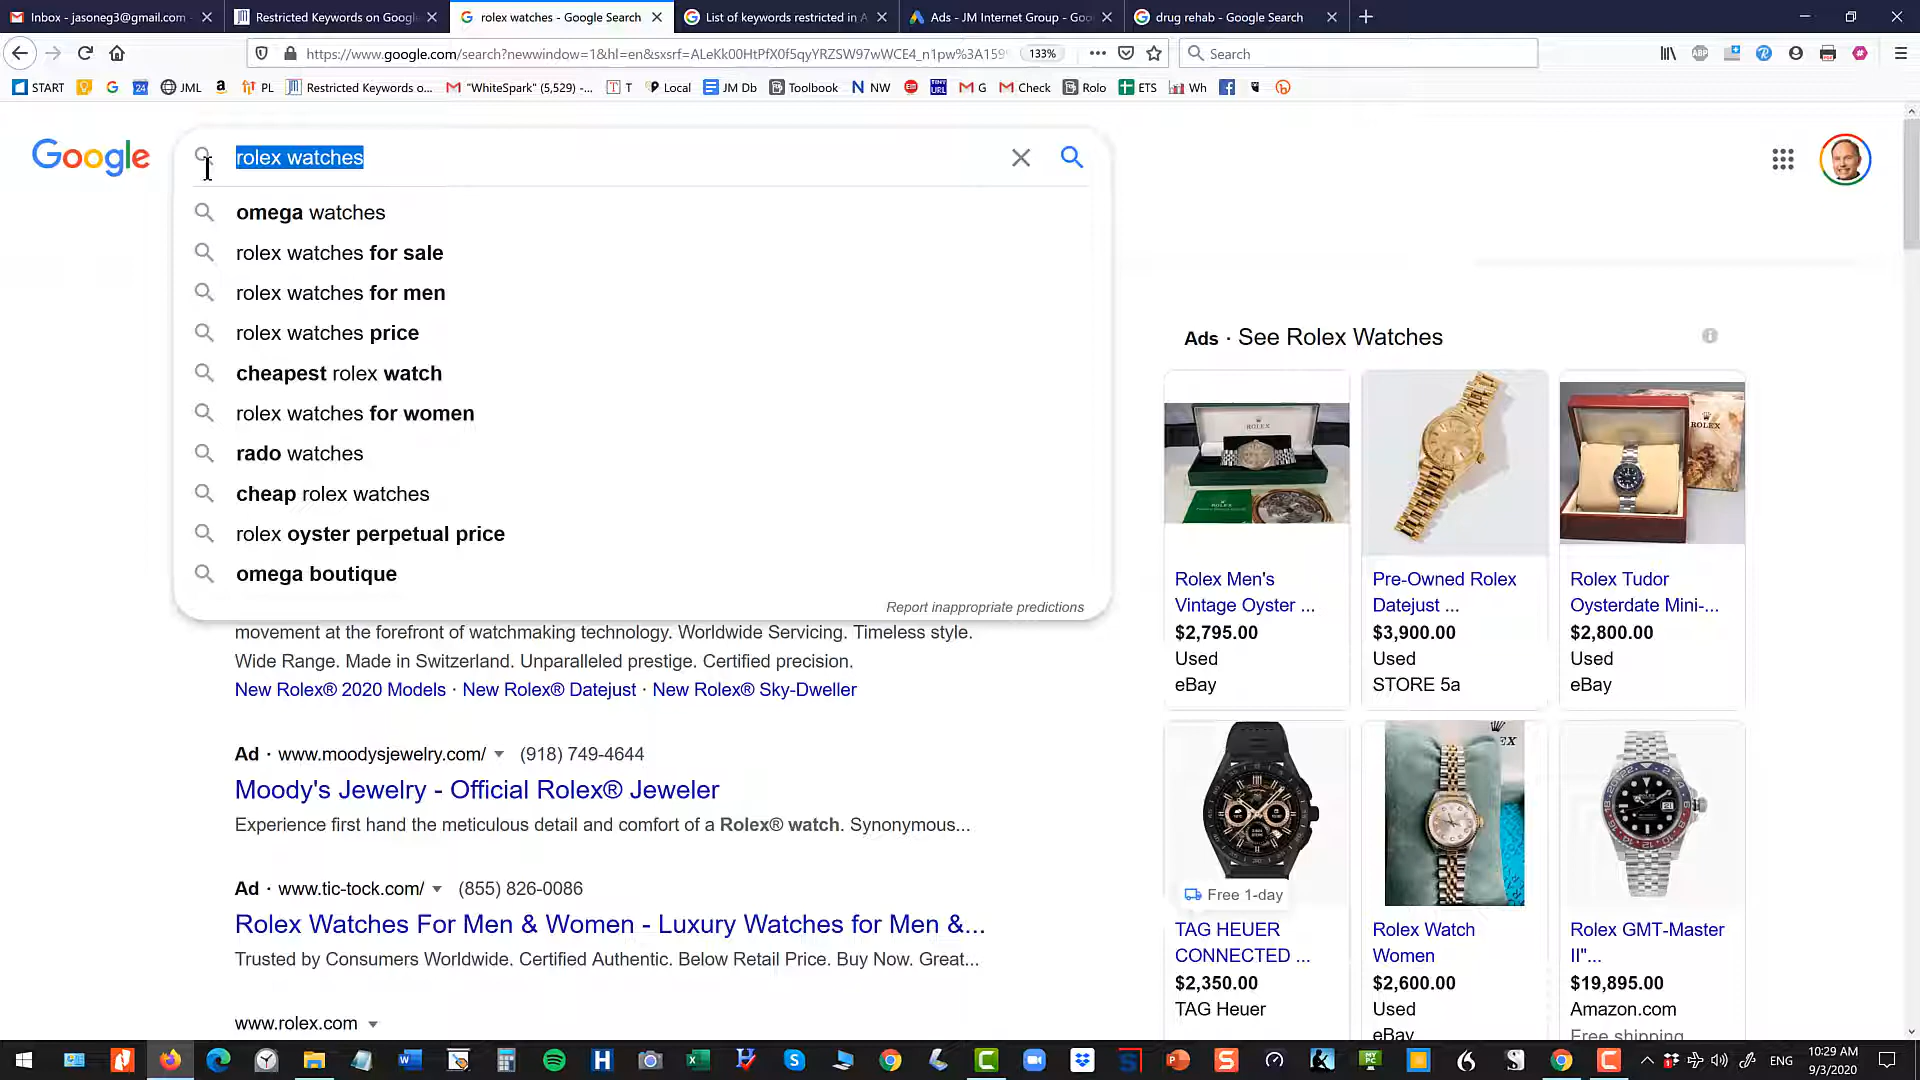 Inbox - jasoneg3@gmail.com
Restricted Keywords on Google
rolex watches - Google Search
List of keywords restricted in A
Ads - JM Internet Group - Goo
drug rehab - Google Search
https://www.google.com/search?newwindow=1&hl=en&sxsrf=ALeKk00HtPfX0f5qyYRZSW97wWCE4_n1pw%3A159
133%
Search
START
JML
PL
Restricted Keywords o...
"WhiteSpark" (5,529) -...
T
Local
JM Db
Toolbook
NW
G
Check
Rolo
ETS
Wh
Google
rolex watches
omega watches
rolex watches for sale
rolex watches for men
rolex watches price
cheapest rolex watch
rolex watches for women
rado watches
cheap rolex watches
rolex oyster perpetual price
omega boutique
Report inappropriate predictions
movement at the forefront of watchmaking technology. Worldwide Servicing. Timeless style.
Wide Range. Made in Switzerland. Unparalleled prestige. Certified precision.
New Rolex® 2020 Models · New Rolex® Datejust · New Rolex® Sky-Dweller
Ad · www.moodysjewelry.com/ (918) 749-4644
Moody's Jewelry - Official Rolex® Jeweler
Experience first hand the meticulous detail and comfort of a Rolex® watch. Synonymous...
Ad · www.tic-tock.com/ (855) 826-0086
Rolex Watches For Men & Women - Luxury Watches for Men &...
Trusted by Consumers Worldwide. Certified Authentic. Below Retail Price. Buy Now. Great...
www.rolex.com
Ads · See Rolex Watches
Rolex Men's
Vintage Oyster ...
$2,795.00
Used
eBay
Pre-Owned Rolex
Datejust ...
$3,900.00
Used
STORE 5a
Rolex Tudor
Oysterdate Mini-...
$2,800.00
Used
eBay
Free 1-day
TAG HEUER
CONNECTED ...
$2,350.00
TAG Heuer
Rolex Watch
Women
$2,600.00
Used
eBay
Rolex GMT-Master
II"...
$19,895.00
Amazon.com
Free shipping
ENG
10:29 AM
9/3/2020